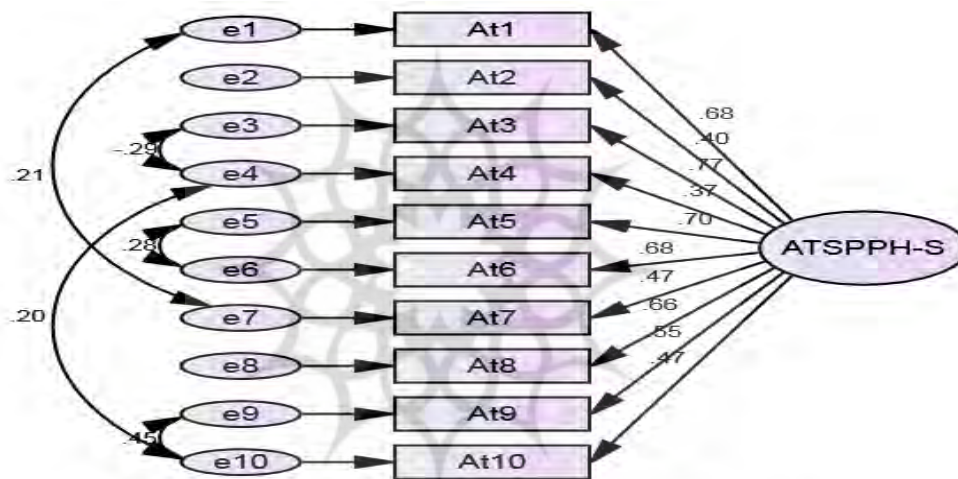 e1 At1
.68
e2 At2
.40
e3 At3
-.29
.77
e4 At4
.21
.37
e5 At5
.70
.28
.68
ATSPPH-S
e6 At6
.47
e7 At7
.20
.66
e8 At8
.55
.47
e9 At9
.45
e10 At10